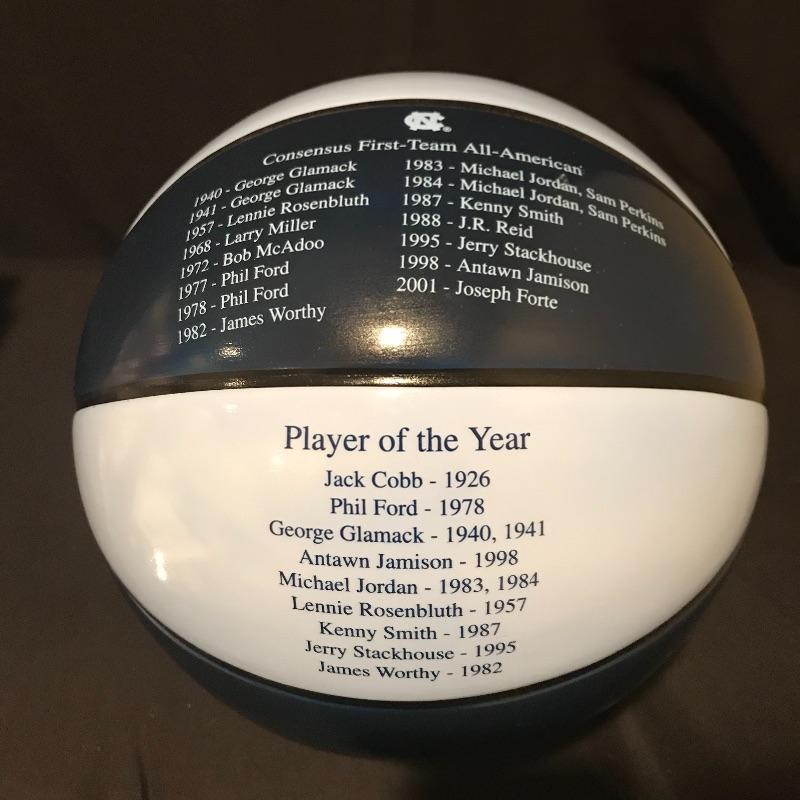 NC®
Consensus First-Team All-American
1940 - George Glamack
1941 - George Glamack
1957 - Lennie Rosenbluth
1968 - Larry Miller
1972 - Bob McAdoo
1977 - Phil Ford
1978 - Phil Ford
1982 - James Worthy
1983 - Michael Jordan, Sam Perkins
1984 - Michael Jordan, Sam Perkins
1987 - Kenny Smith
1988 - J.R. Reid
1995 - Jerry Stackhouse
1998 - Antawn Jamison
2001 - Joseph Forte
Player of the Year
Jack Cobb - 1926
Phil Ford - 1978
George Glamack - 1940, 1941
Antawn Jamison - 1998
Michael Jordan - 1983, 1984
Lennie Rosenbluth - 1957
Kenny Smith - 1987
Jerry Stackhouse - 1995
James Worthy - 1982